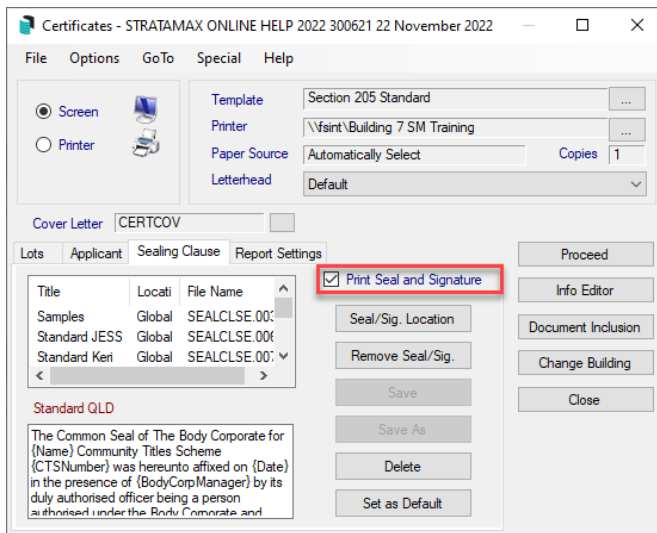 Certificates - STRATAMAX ONLINE HELP 2022 300621 22 November 2022
File Options GoTo Special Help
Screen
Printer
Template Section 205 Standard ...
Printer \\fsint\Building 7 SM Training ...
Paper Source Automatically Select Copies 1
Letterhead Default
Cover Letter CERTCOV
Lots Applicant Sealing Clause Report Settings
Title Locati File Name
Samples Global SEALCLSE.003
Standard JESS Global SEALCLSE.006
Standard Keri Global SEALCLSE.007
Standard QLD
The Common Seal of The Body Corporate for
{Name} Community Titles Scheme
{CTSNumber} was hereunto affixed on {Date}
in the presence of {BodyCorpManager} by its
duly authorised officer being a person
authorised under the Body Corporate and
Print Seal and Signature
Seal/Sig. Location
Remove Seal/Sig.
Save
Save As
Delete
Set as Default
Proceed
Info Editor
Document Inclusion
Change Building
Close